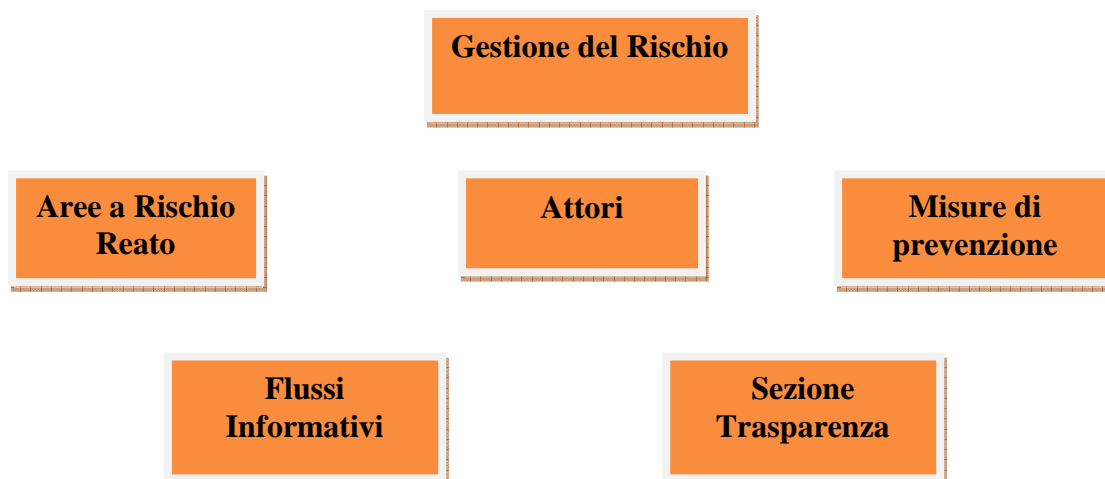 Gestione del Rischio
Aree a Rischio
Reato
Attori
Misure di
prevenzione
Flussi
Informativi
Sezione
Trasparenza